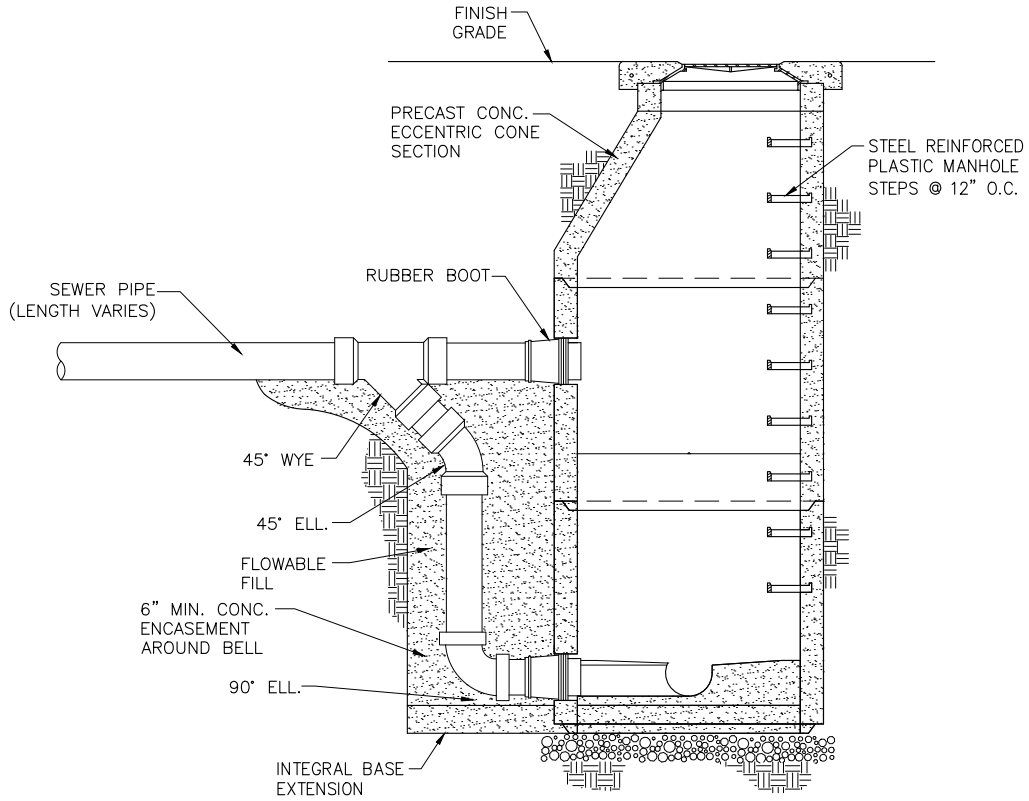 FINISH
GRADE
PRECAST CONC.
ECCENTRIC CONE
SECTION
STEEL REINFORCED
PLASTIC MANHOLE
STEPS @ 12" O.C.
RUBBER BOOT
SEWER PIPE
(LENGTH VARIES)
45° WYE
45° ELL.
FLOWABLE
FILL
6" MIN. CONC.
ENCASEMENT
AROUND BELL
90° ELL.
INTEGRAL BASE
EXTENSION